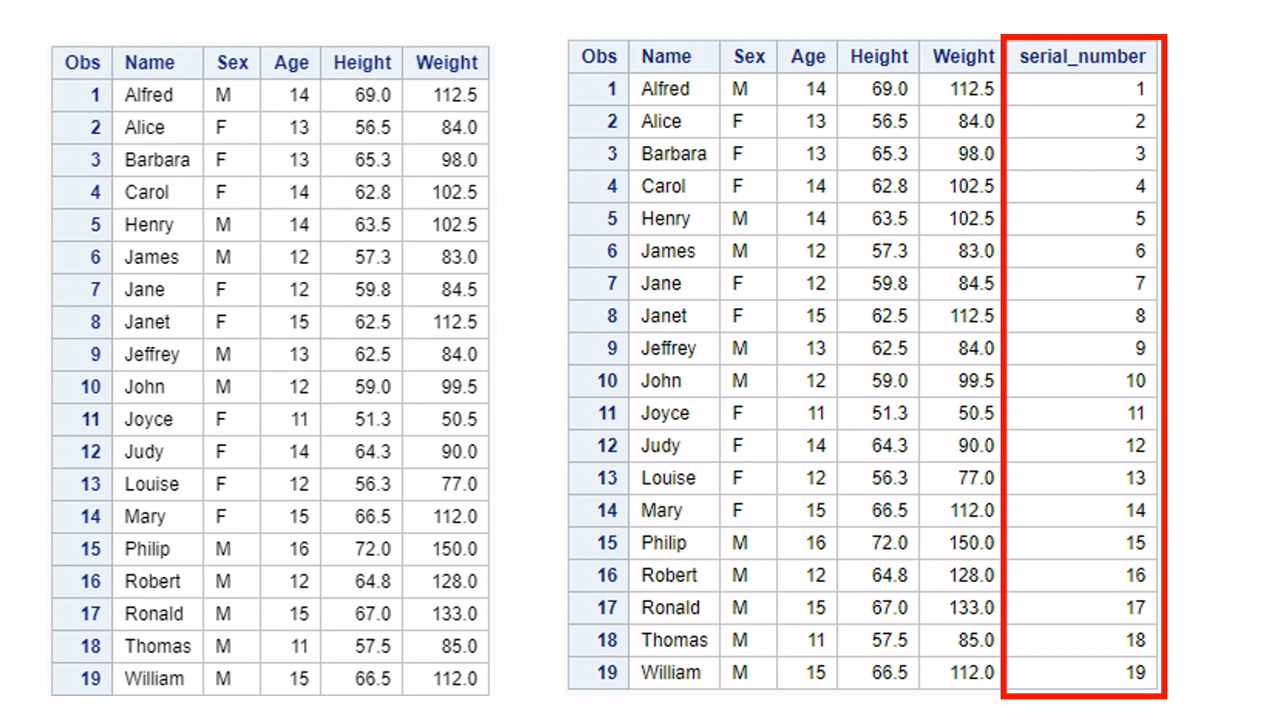 Obs Name Sex Age Height Weight
1 Alfred M 14 69.0 112.5
2 Alice F 13 56.5 84.0
3 Barbara F 13 65.3 98.0
4 Carol F 14 62.8 102.5
5 Henry M 14 63.5 102.5
6 James M 12 57.3 83.0
7 Jane F 12 59.8 84.5
8 Janet F 15 62.5 112.5
9 Jeffrey M 13 62.5 84.0
10 John M 12 59.0 99.5
11 Joyce F 11 51.3 50.5
12 Judy F 14 64.3 90.0
13 Louise F 12 56.3 77.0
14 Mary F 15 66.5 112.0
15 Philip M 16 72.0 150.0
16 Robert M 12 64.8 128.0
17 Ronald M 15 67.0 133.0
18 Thomas M 11 57.5 85.0
19 William M 15 66.5 112.0
Obs Name Sex Age Height Weight serial_number
1 Alfred M 14 69.0 112.5 1
2 Alice F 13 56.5 84.0 2
3 Barbara F 13 65.3 98.0 3
4 Carol F 14 62.8 102.5 4
5 Henry M 14 63.5 102.5 5
6 James M 12 57.3 83.0 6
7 Jane F 12 59.8 84.5 7
8 Janet F 15 62.5 112.5 8
9 Jeffrey M 13 62.5 84.0 9
10 John M 12 59.0 99.5 10
11 Joyce F 11 51.3 50.5 11
12 Judy F 14 64.3 90.0 12
13 Louise F 12 56.3 77.0 13
14 Mary F 15 66.5 112.0 14
15 Philip M 16 72.0 150.0 15
16 Robert M 12 64.8 128.0 16
17 Ronald M 15 67.0 133.0 17
18 Thomas M 11 57.5 85.0 18
19 William M 15 66.5 112.0 19